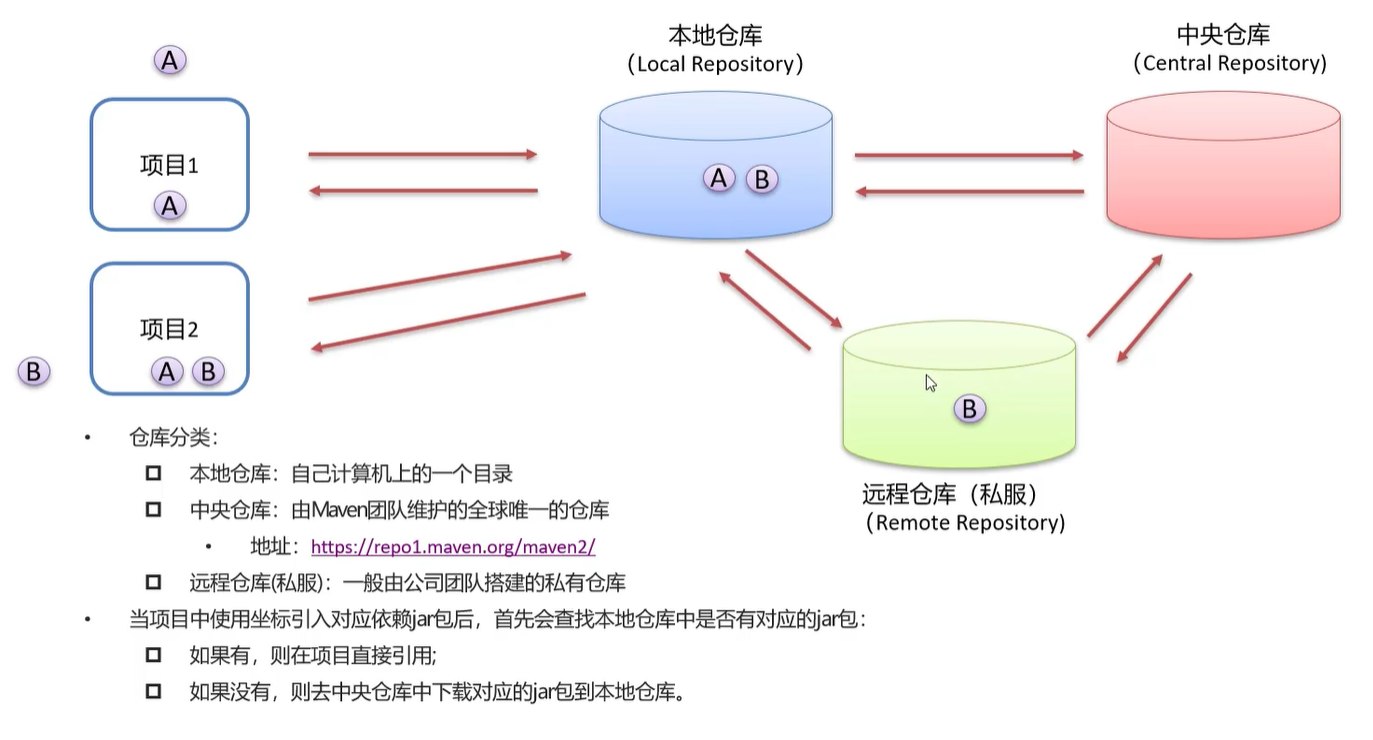 本地仓库
（Local Repository）
中央仓库
（Central Repository)
A
项目1
A
A B
项目2
B
A B
B
远程仓库（私服）
（Remote Repository)
• 仓库分类：
本地仓库：自己计算机上的一个目录
中央仓库：由Maven团队维护的全球唯一的仓库
• 地址：https://repo1.maven.org/maven2/
远程仓库(私服)：一般由公司团队搭建的私有仓库
• 当项目中使用坐标引入对应依赖jar包后，首先会查找本地仓库中是否有对应的jar包：
如果有，则在项目直接引用;
如果没有，则去中央仓库中下载对应的jar包到本地仓库。